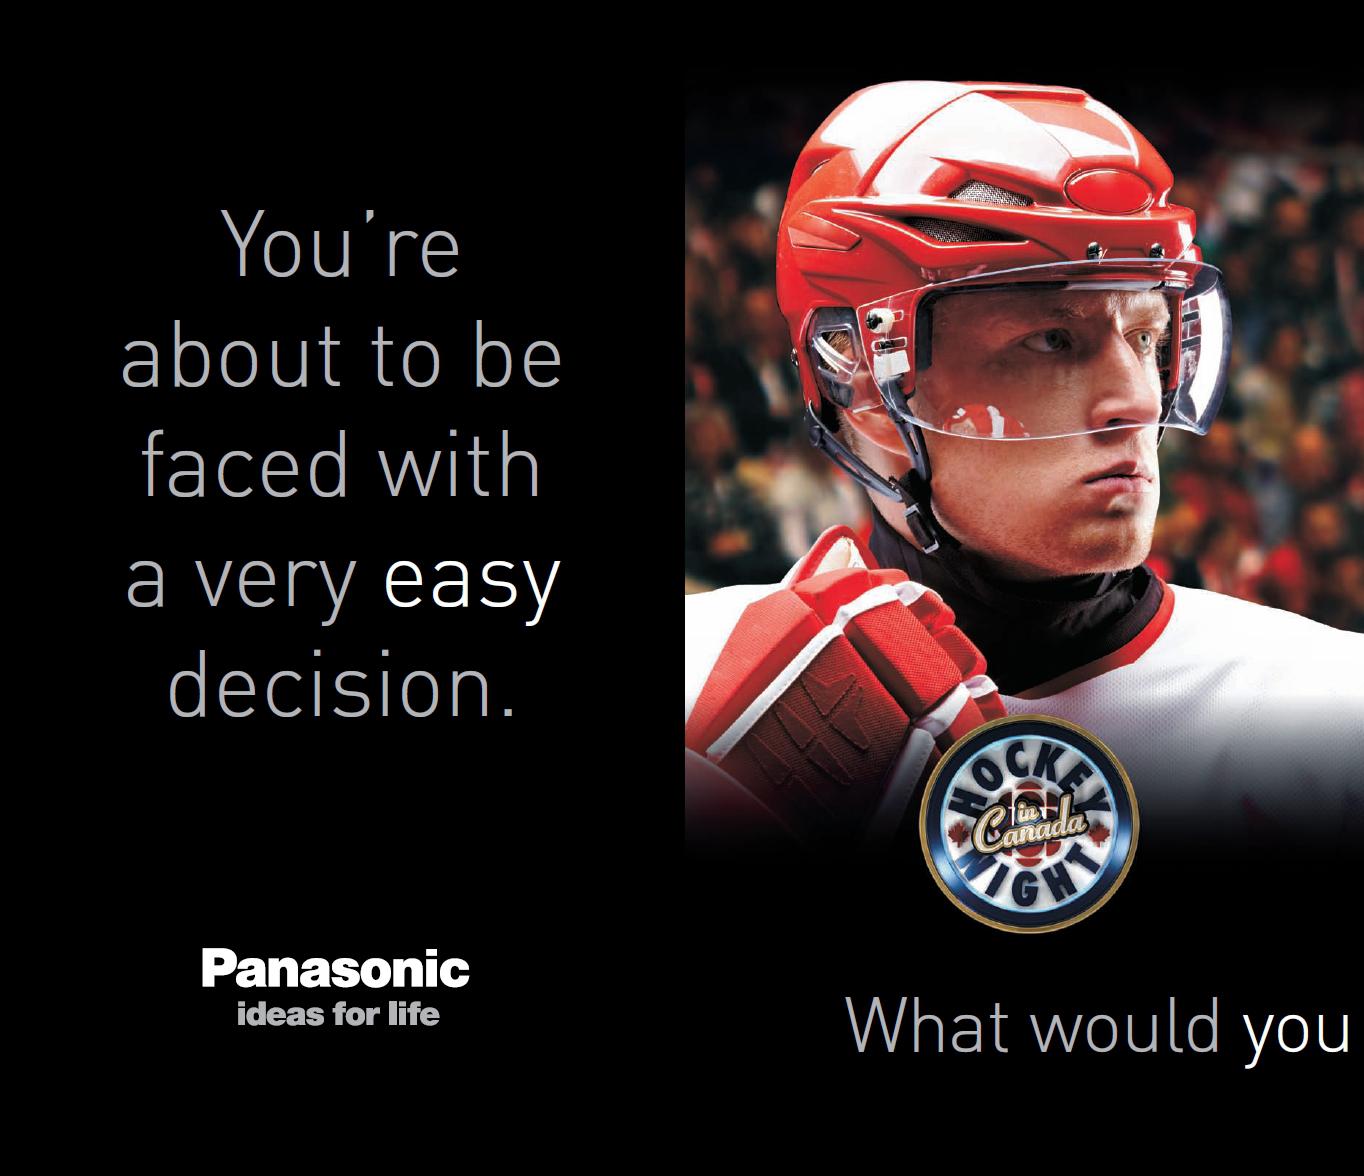 You're
about to be
faced with
a very easy
decision.
Panasonic
ideas for life
HOCKEY
in
Canada
NIGHT
What would you